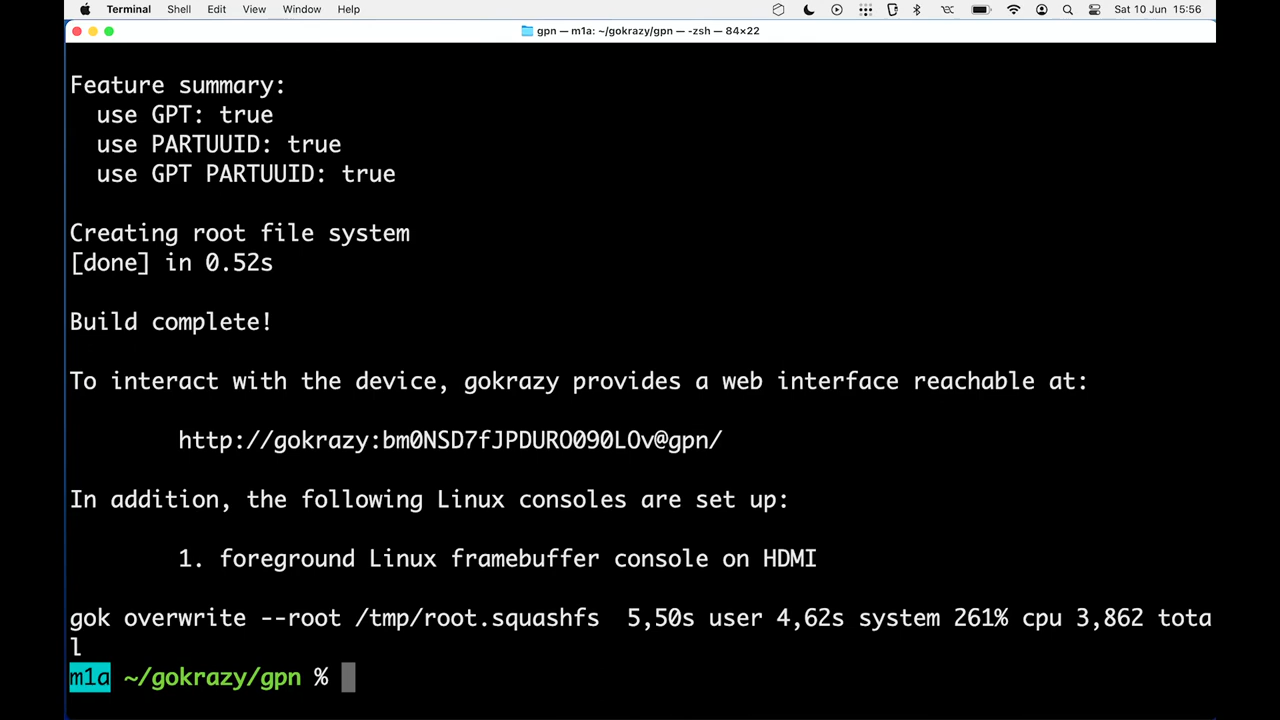 Terminal Shell Edit View Window Help Sat 10 Jun 15:56
gpn — m1a: ~/gokrazy/gpn — -zsh — 84×22
Feature summary:
  use GPT: true
  use PARTUUID: true
  use GPT PARTUUID: true
Creating root file system
[done] in 0.52s
Build complete!
To interact with the device, gokrazy provides a web interface reachable at:
        http://gokrazy:bm0NSD7fJPDURO090LOv@gpn/
In addition, the following Linux consoles are set up:
        1. foreground Linux framebuffer console on HDMI
gok overwrite --root /tmp/root.squashfs  5,50s user 4,62s system 261% cpu 3,862 tota
l
m1a ~/gokrazy/gpn %